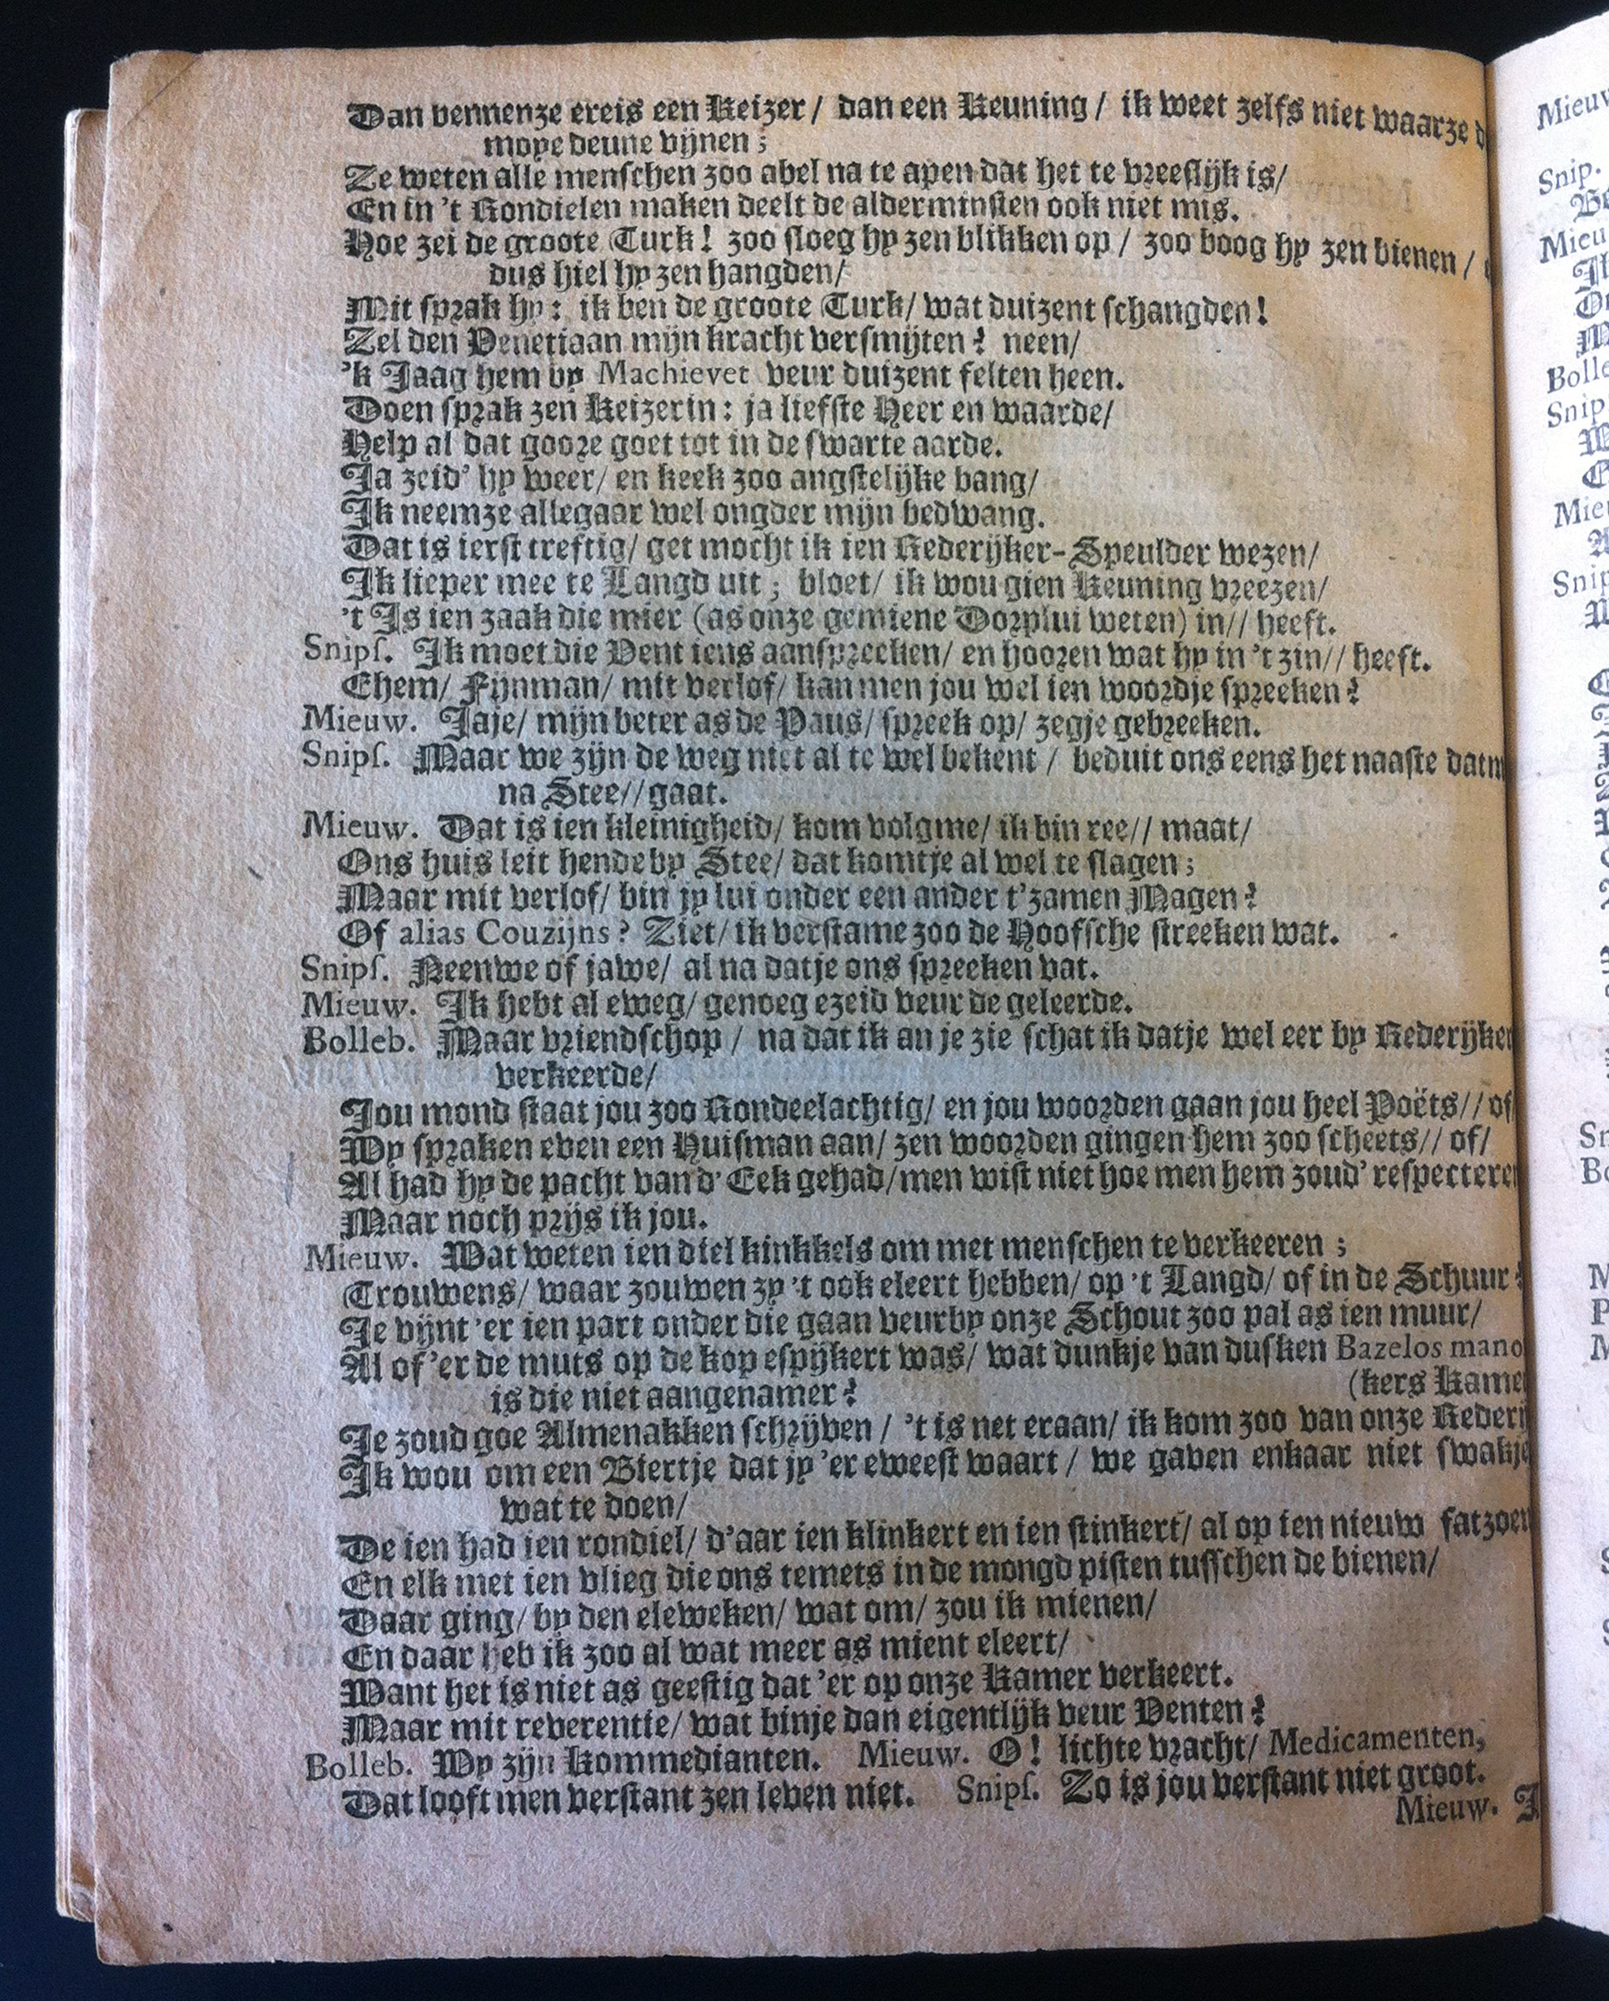 Dan bennenze ereis een Keizer / dan een Keuning / ik weet zelfs niet waarze d
moye deune vijnen ;
Ze weten alle menschen zoo abel na te apen dat het te vreeslijk is/
En in 't Rondielen maken deelt de alderminsten ook niet mis.
Hoe zei de groote Turk! zoo sloeg hy zen blikken op / zoo boog hy zen bienen /
dus hiel hy zen hangden/
Mit sprak hy: ik ben de groote Turk/ wat duizent schangden!
Zel den Venetiaan mijn kracht versmijten? neen/
'k Jaag hem by Machievet veur duizent felten heen.
Doen sprak zen Keizerin: ja liefste Heer en waarde/
Help al dat gooze goet tot in de swarte aarde.
Ja zeid' hy weer/ en keek zoo angstelijke bang/
Ik neemze allegaar wel ongder mijn bedwang.
Dat is ierst treftig/ get mocht ik ien Rederijker-Speulder wezen/
Ik lieper mee te Langd uit ; bloet/ ik wou gien Keuning vreezen/
't Is ien zaak die mier (as onze gemiene Dorplui weten) in// heeft.
Snipſ. Ik moet die Vent iens aanspreeken/ en hooren wat hy in 't zin// heeft.
Ehem/ Fijnman/ mit verlof/ kan men jou wel ien woordje spreeken?
Mieuw. Jaje/ mijn beter as de Paus/ spreek op/ zegje gebreeken.
Snipſ. Maar we zijn de weg niet al te wel bekent / beduit ons eens het naaste datm
na Stee// gaat.
Mieuw. Dat is ien kleinigheid/ kom volgme/ ik bin ree// maat/
Ons huis leit hende by Stee/ dat komtje al wel te slagen ;
Maar mit verlof/ bin jy lui onder een ander t'zamen Magen?
Of alias Couzijns? Ziet/ ik verstame zoo de Hoofsche streeken wat.
Snipſ. Neenwe of jawe/ al na datje ons spreeken vat.
Mieuw. Ik hebt al eweg/ genoeg ezeid veur de geleerde.
Bolleb. Maar vriendschop / na dat ik an je zie schat ik datje wel eer by Rederijker
verkeerde/
Jou mond staat jou zoo Rondeelachtig/ en jou woorden gaan jou heel Poëts// of/
Wy spraken even een Huisman aan/ zen woorden gingen hem zoo scheets// of/
Al had hy de pacht van d' Eek gehad/ men wist niet hoe men hem zoud' respecteren
Maar noch prijs ik jou.
Mieuw. Wat weten ien diel kinkkels om met menschen te verkeeren ;
Trouwens/ waar zouwen zy 't ook eleert hebben/ op 't Langd/ of in de Schuur?
Je vijnt 'er ien part onder die gaan veurby onze Schout zoo pal as ien muur/
Al of 'er de muts op de kop espijkert was/ wat dunkje van dusken Bazelos mano
is die niet aangenamer? (kers Kamer
Je zoud goe Almenakken schrijven / 't is net eraan/ ik kom zoo van onze Rederij
Ik wou om een Biertje dat jy 'er eweest waart / we gaven enkaar niet swakje
wat te doen/
De ien had ien rondiel/ d'aar ien klinkert en ien stinkert/ al op ien nieuw fatzoen
En elk met ien vlieg die ons temets in de mongd pisten tusschen de bienen/
Daar ging/ by den eleweken/ wat om/ zou ik mienen/
En daar heb ik zoo al wat meer as mient eleert/
Want het is niet as geestig dat 'er op onze Kamer verkeert.
Maar mit reverentie/ wat binje dan eigentlijk veur Venten?
Bolleb. Wy zijn Kommedianten. Mieuw. O! lichte vracht/ Medicamenten,
Dat looft men verstant zen leven niet. Snipſ. Zo is jou verstant niet groot.
Mieuw. J
Mieuw
Snip.
Be
Mieu
Ik
Bolle
Snip
Mieu
Snip
Sn
Bo
M
P
M
S
S